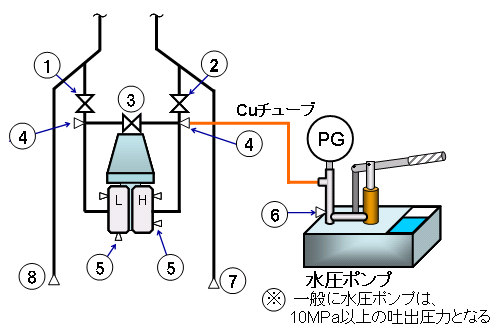 ①
②
③
Cuチューブ
④
④
PG
L
H
⑥
⑤
⑤
⑧
⑦
水圧ポンプ
※ 一般に水圧ポンプは、
10MPa以上の吐出圧力となる